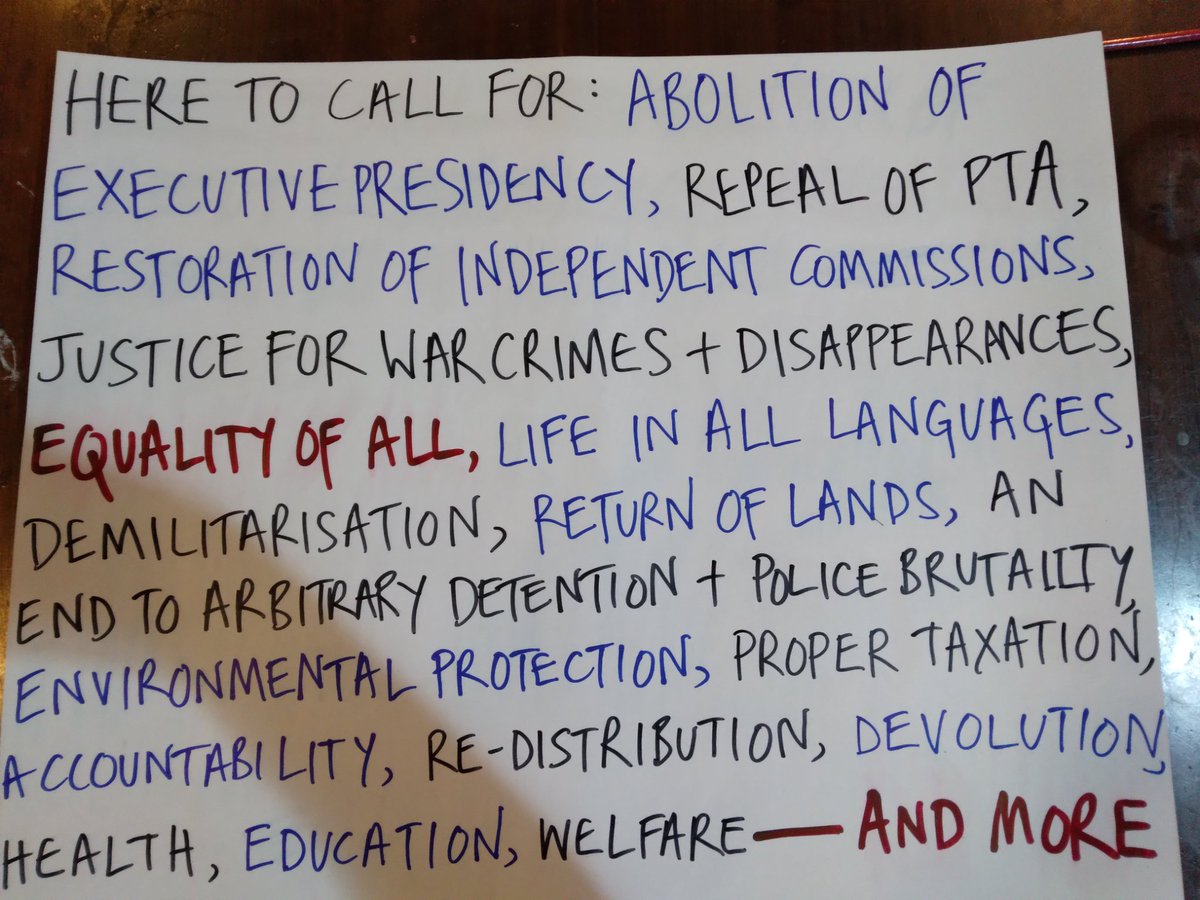 HERE TO CALL FOR: ABOLITION OF
EXECUTIVE PRESIDENCY, REPEAL OF PTA,
RESTORATION OF INDEPENDENT COMMISSIONS,
JUSTICE FOR WAR CRIMES + DISAPPEARANCES,
EQUALITY OF ALL, LIFE IN ALL LANGUAGES,
DEMILITARISATION, RETURN OF LANDS, AN
END TO ARBITRARY DETENTION + POLICE BRUTALITY,
ENVIRONMENTAL PROTECTION, PROPER TAXATION,
ACCOUNTABILITY, RE-DISTRIBUTION, DEVOLUTION,
HEALTH, EDUCATION, WELFARE — AND MORE